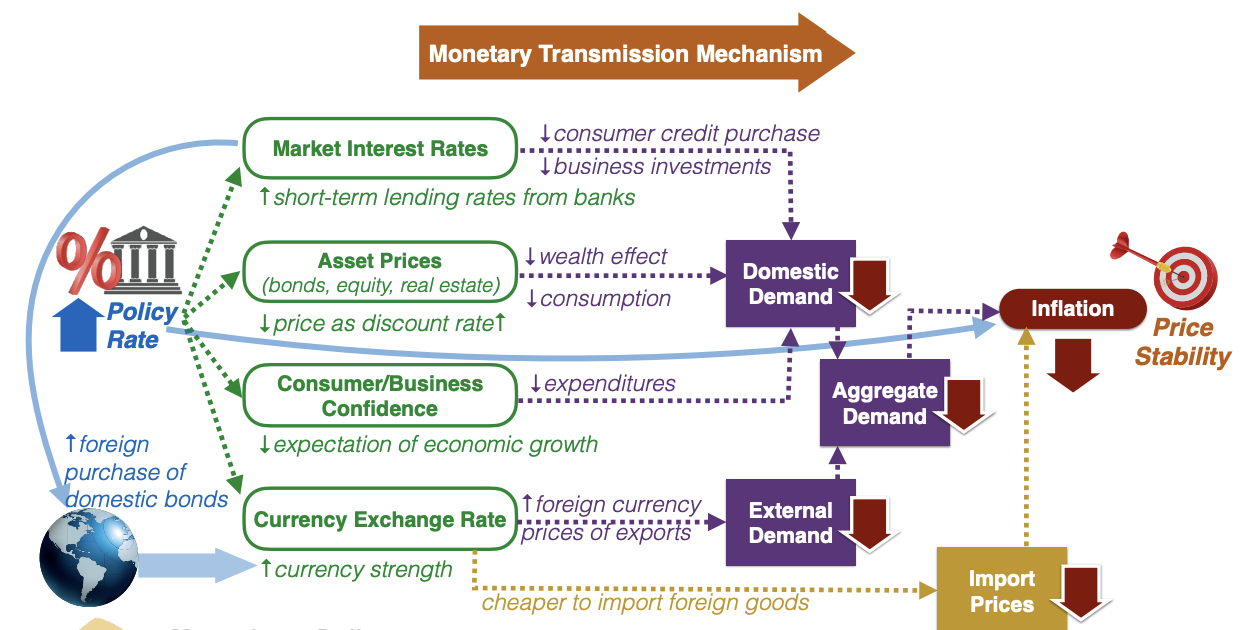 Monetary Transmission Mechanism
Market Interest Rates
↓consumer credit purchase
↓business investments
↑short-term lending rates from banks
%
Policy
Rate
Asset Prices
(bonds, equity, real estate)
↓wealth effect
↓consumption
↓price as discount rate↑
Domestic
Demand
Inflation
Price
Stability
Consumer/Business
Confidence
↓expenditures
↓expectation of economic growth
Aggregate
Demand
↑foreign
purchase of
domestic bonds
Currency Exchange Rate
↑foreign currency
prices of exports
↑currency strength
External
Demand
cheaper to import foreign goods
Import
Prices